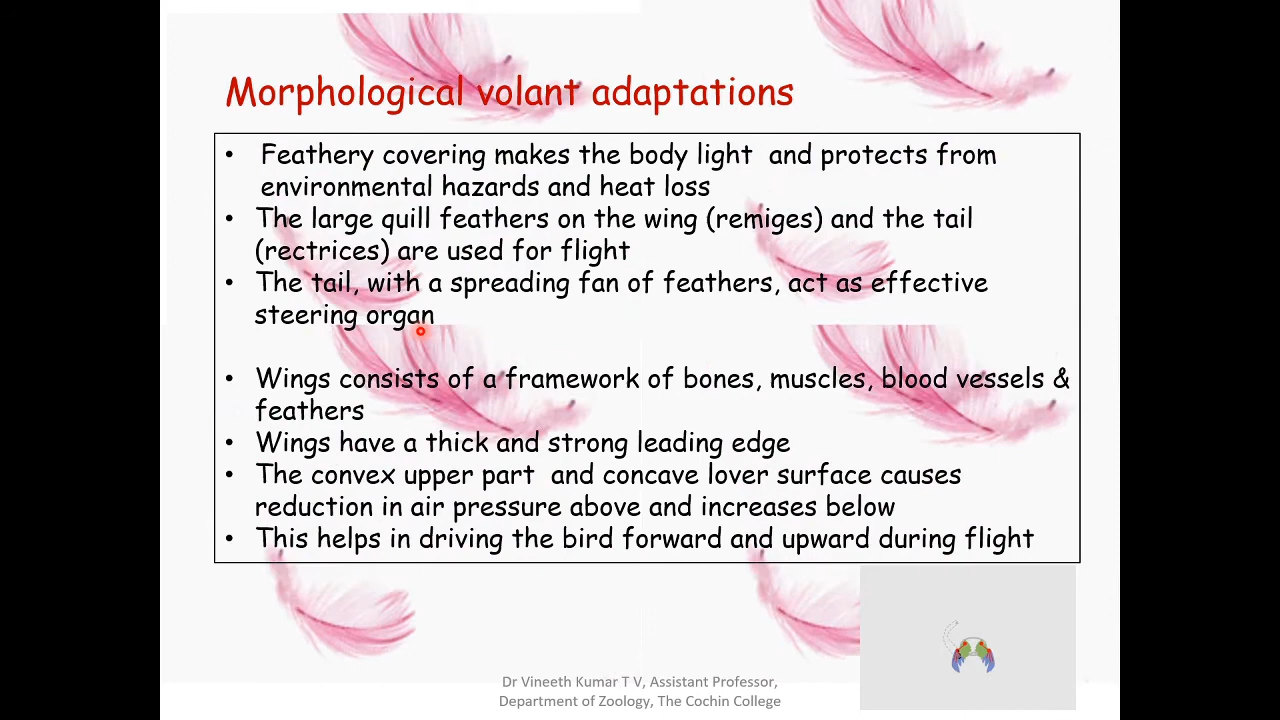 Morphological volant adaptations
• Feathery covering makes the body light and protects from
environmental hazards and heat loss
• The large quill feathers on the wing (remiges) and the tail
(rectrices) are used for flight
• The tail, with a spreading fan of feathers, act as effective
steering organ
• Wings consists of a framework of bones, muscles, blood vessels &
feathers
• Wings have a thick and strong leading edge
• The convex upper part and concave lover surface causes
reduction in air pressure above and increases below
• This helps in driving the bird forward and upward during flight
Dr Vineeth Kumar T V, Assistant Professor,
Department of Zoology, The Cochin College